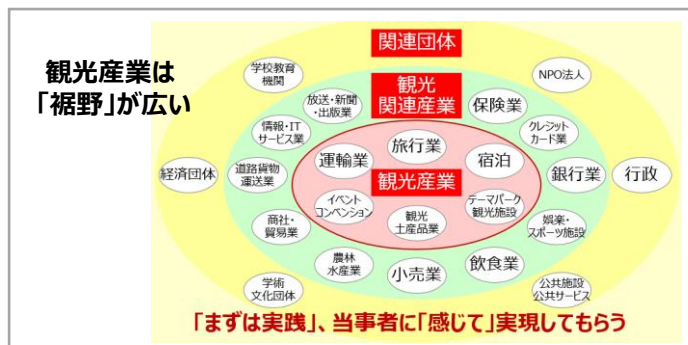 観光産業は
「裾野」が広い
関連団体
学校教育
機関
NPO法人
観光
関連産業
放送・新聞
・出版業
保険業
情報・IT
サービス業
クレジット
カード業
旅行業
運輸業
宿泊
経済団体
道路貨物
運送業
観光産業
銀行業
行政
イベント
コンベンション
テーマパーク
観光施設
観光
土産品業
商社・
貿易業
娯楽・
スポーツ施設
農林
水産業
小売業
飲食業
学術
文化団体
公共施設
公共サービス
「まずは実践」、当事者に「感じて」実現してもらう